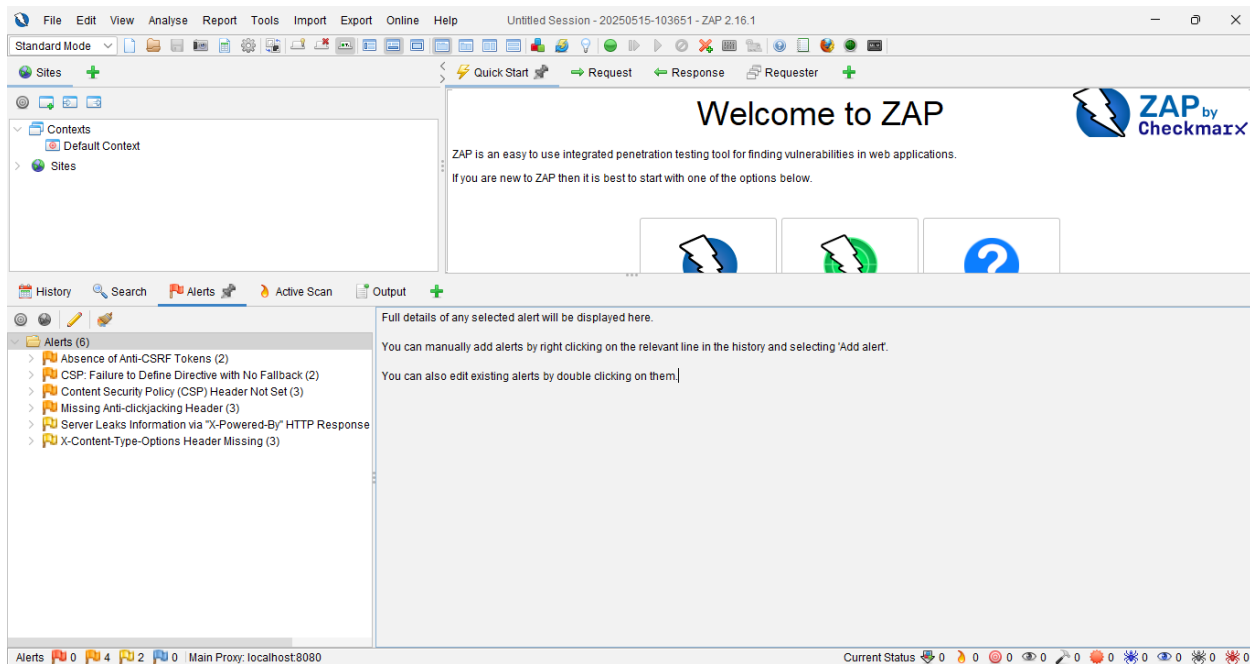 File Edit View Analyse Report Tools Import Export Online Help Untitled Session - 20250515-103651 - ZAP 2.16.1
Standard Mode
Sites
Quick Start Request Response Requester
Contexts
Default Context
Sites
Welcome to ZAP
ZAP by
Checkmarx
ZAP is an easy to use integrated penetration testing tool for finding vulnerabilities in web applications.
If you are new to ZAP then it is best to start with one of the options below.
History Search Alerts Active Scan Output
Alerts (6)
Absence of Anti-CSRF Tokens (2)
CSP: Failure to Define Directive with No Fallback (2)
Content Security Policy (CSP) Header Not Set (3)
Missing Anti-clickjacking Header (3)
Server Leaks Information via "X-Powered-By" HTTP Response
X-Content-Type-Options Header Missing (3)
Full details of any selected alert will be displayed here.
You can manually add alerts by right clicking on the relevant line in the history and selecting 'Add alert'.
You can also edit existing alerts by double clicking on them.
Alerts 0 4 2 0 Main Proxy: localhost:8080 Current Status 0 0 0 0 0 0 0 0 0 0